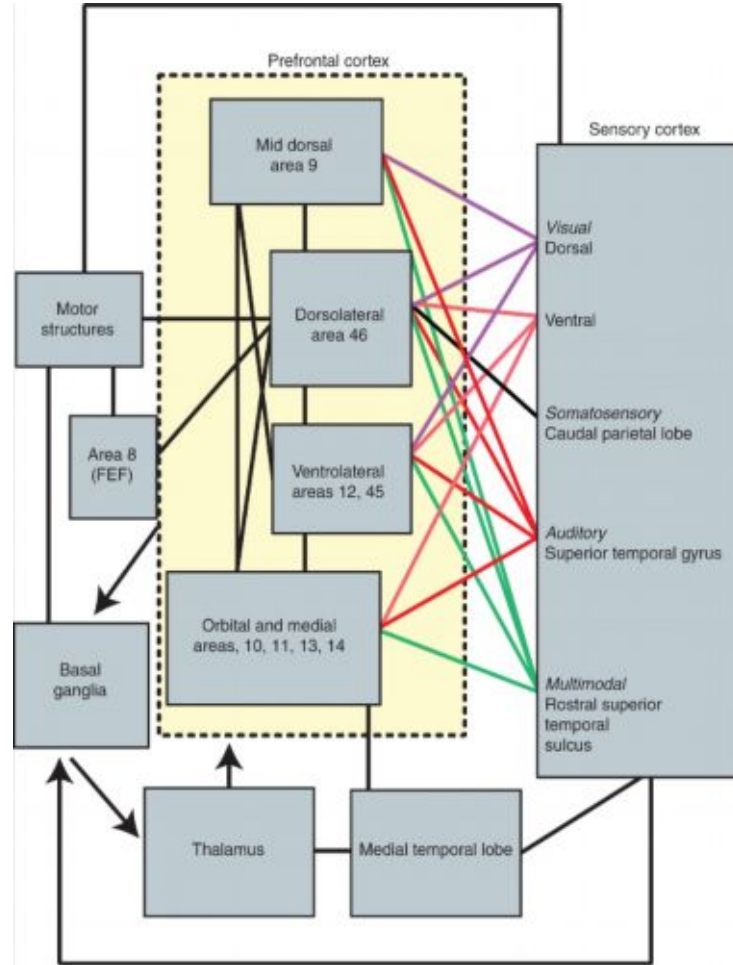 Prefrontal cortex
Mid dorsal
area 9
Sensory cortex
Visual
Dorsal
Motor
structures
Dorsolateral
area 46
Ventral
Somatosensory
Caudal parietal lobe
Area 8
(FEF)
Ventrolateral
areas 12, 45
Auditory
Superior temporal gyrus
Orbital and medial
areas, 10, 11, 13, 14
Basal
ganglia
Multimodal
Rostral superior
temporal
sulcus
Thalamus
Medial temporal lobe